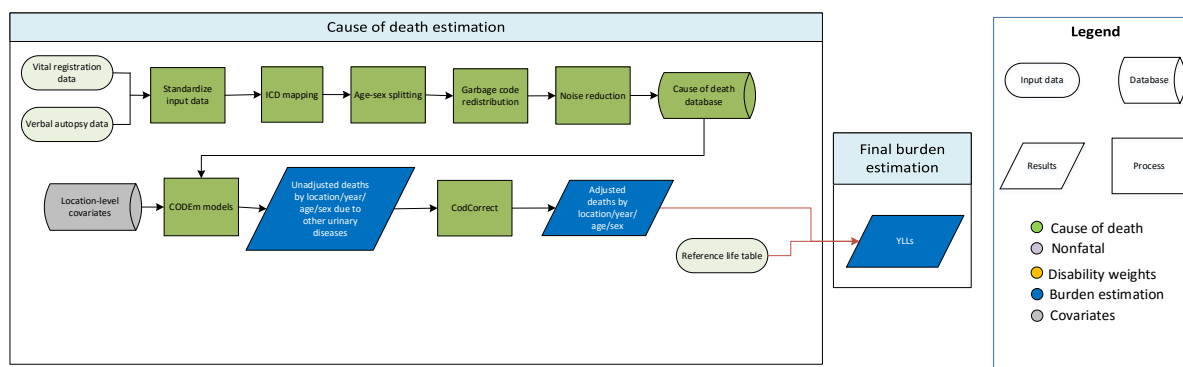 Cause of death estimation
Vital registration
data
Verbal autopsy data
Standardize
input data
ICD mapping
Age-sex splitting
Garbage code
redistribution
Noise reduction
Cause of death
database
Location-level
covariates
CODEm models
Unadjusted deaths
by location/year/
age/sex due to
other urinary
diseases
CodCorrect
Adjusted
deaths by
location/year/
age/sex
Reference life table
Final burden
estimation
YLLs
Legend
Input data
Database
Results
Process
Cause of death
Nonfatal
Disability weights
Burden estimation
Covariates